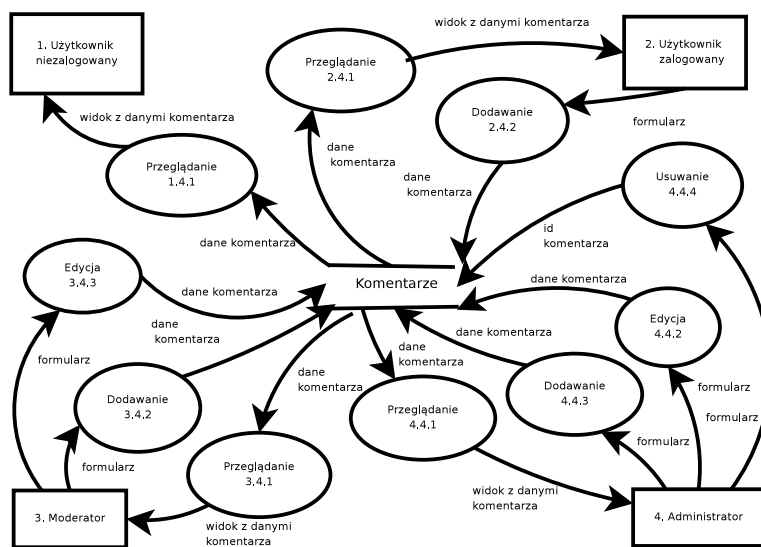 widok z danymi komentarza
1. Użytkownik
niezalogowany
2. Użytkownik
zalogowany
Przeglądanie
2.4.1
widok z danymi komentarza
Dodawanie
2.4.2
formularz
Przeglądanie
1.4.1
dane
komentarza
dane
komentarza
Usuwanie
4.4.4
id
komentarza
dane komentarza
Edycja
3.4.3
dane komentarza
Komentarze
dane komentarza
dane
komentarza
Edycja
4.4.2
dane komentarza
formularz
dane
komentarza
dane
komentarza
Dodawanie
3.4.2
Przeglądanie
4.4.1
Dodawanie
4.4.3
formularz
formularz
formularz
formularz
Przeglądanie
3.4.1
widok z danymi
komentarza
3. Moderator
widok z danymi
komentarza
4. Administrator